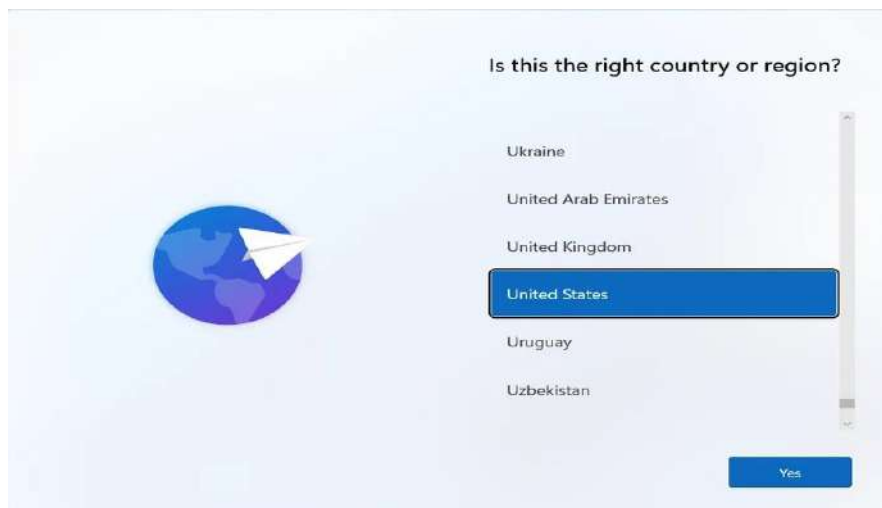 Is this the right country or region?
Ukraine
United Arab Emirates
United Kingdom
United States
Uruguay
Uzbekistan
Yes